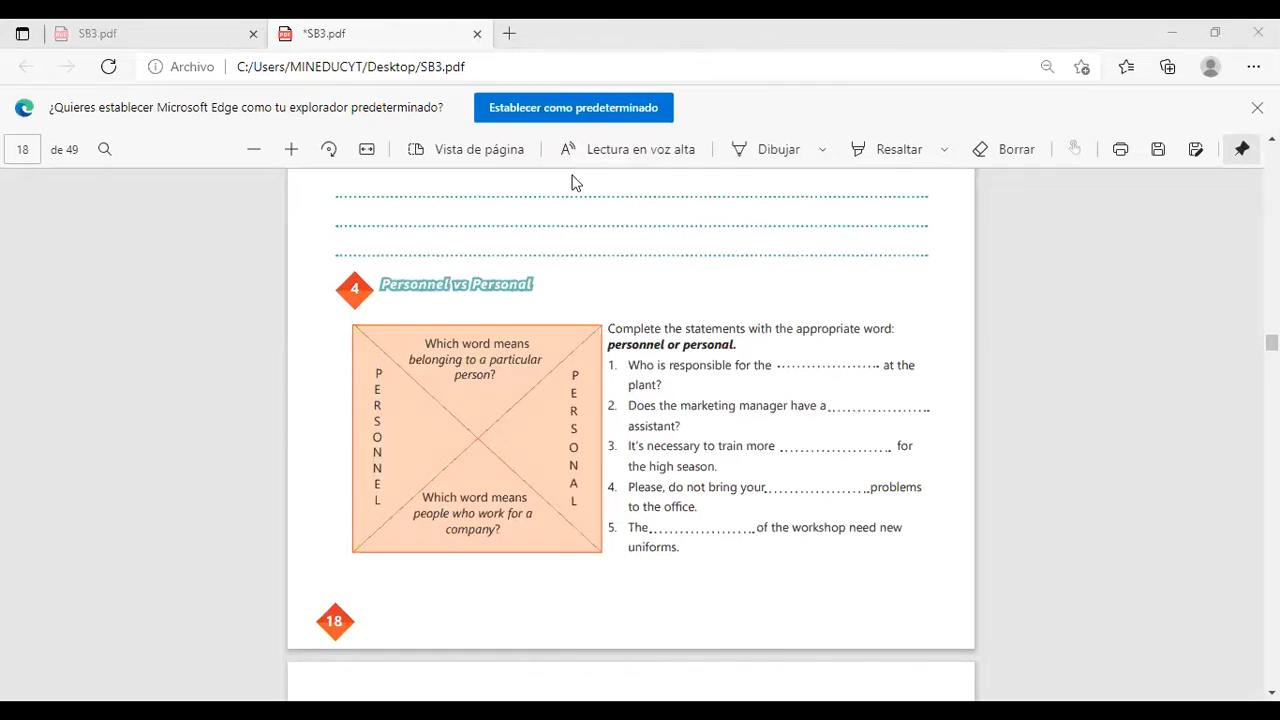 SB3.pdf
*SB3.pdf
Archivo C:/Users/MINEDUCYT/Desktop/SB3.pdf
¿Quieres establecer Microsoft Edge como tu explorador predeterminado? Establecer como predeterminado
18 de 49 Vista de página Lectura en voz alta Dibujar Resaltar Borrar
4 Personnel vs Personal
Which word means
belonging to a particular
person?
PERSONNEL
PERSONAL
Which word means
people who work for a
company?
Complete the statements with the appropriate word:
personnel or personal.
1. Who is responsible for the .................... at the
plant?
2. Does the marketing manager have a....................
assistant?
3. It's necessary to train more .................... for
the high season.
4. Please, do not bring your....................problems
to the office.
5. The....................of the workshop need new
uniforms.
18